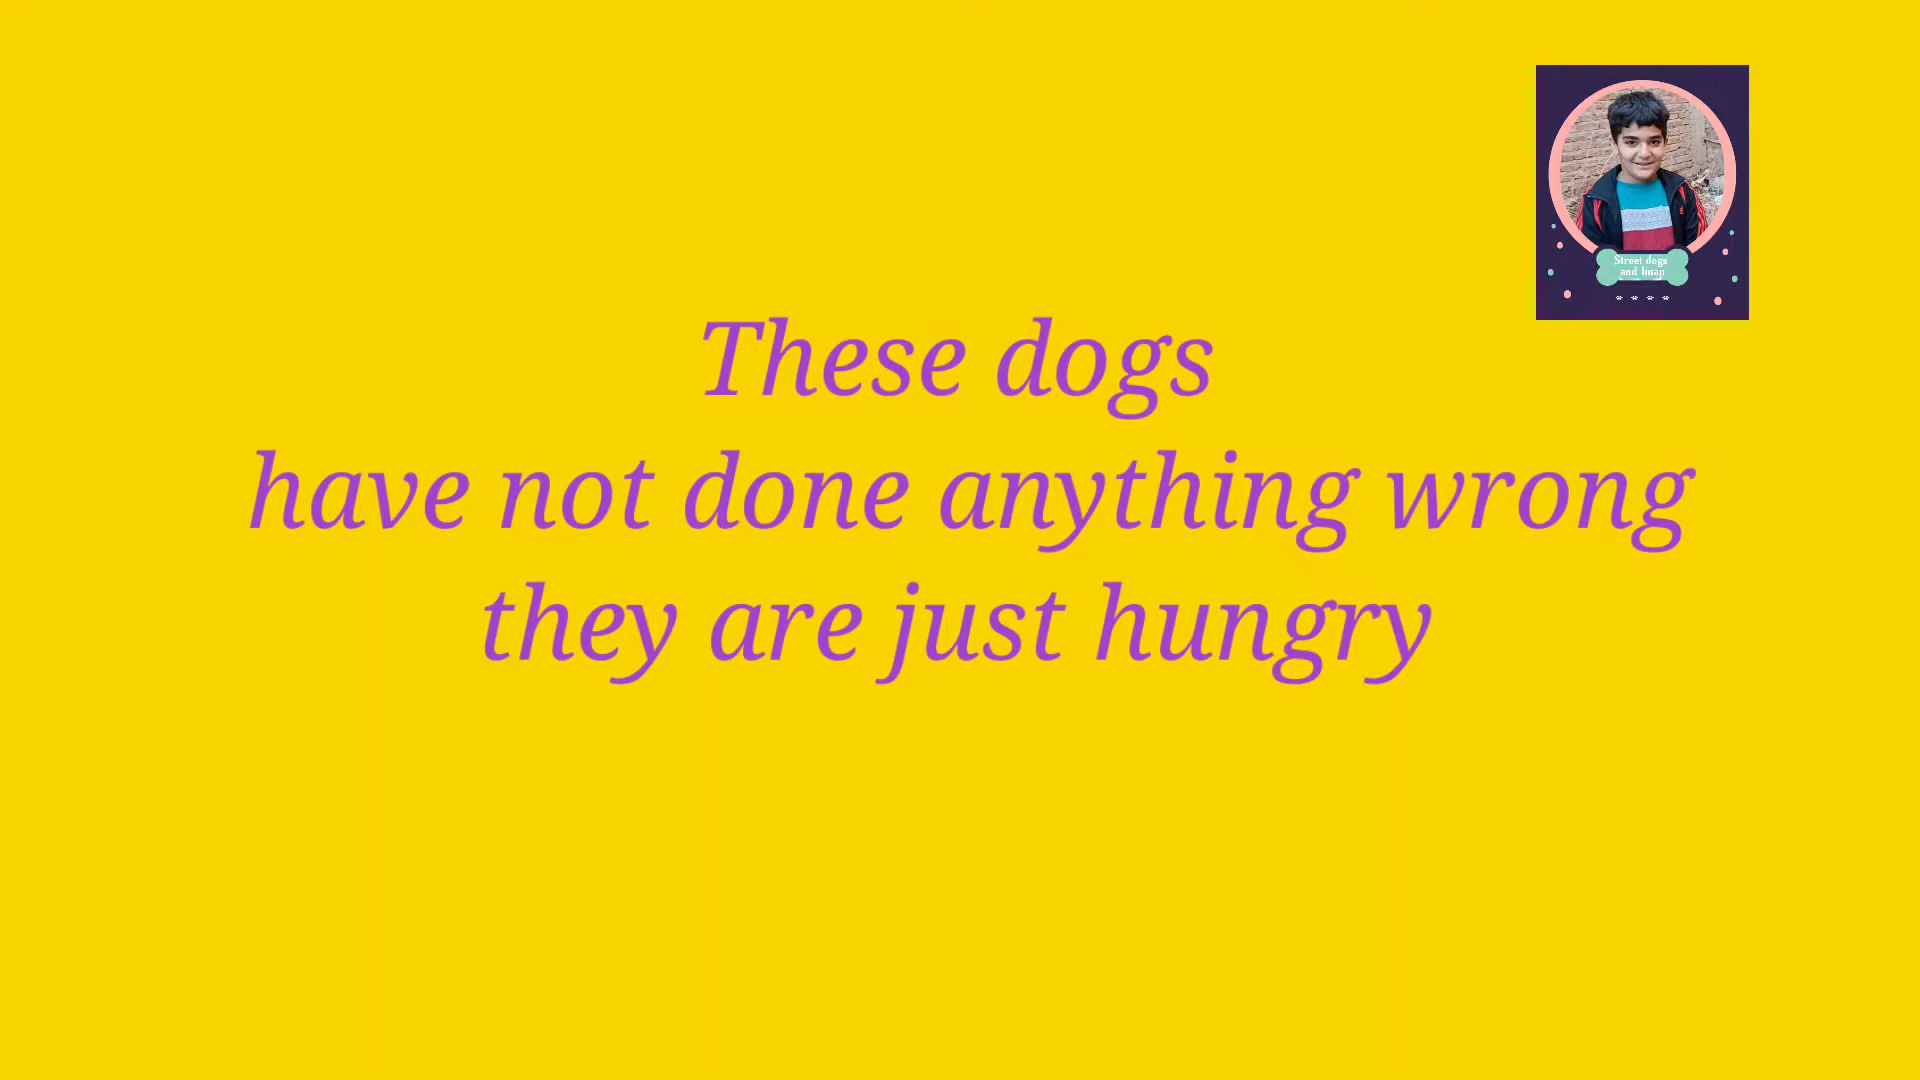 Street dogs
and Iman
These dogs
have not done anything wrong
they are just hungry